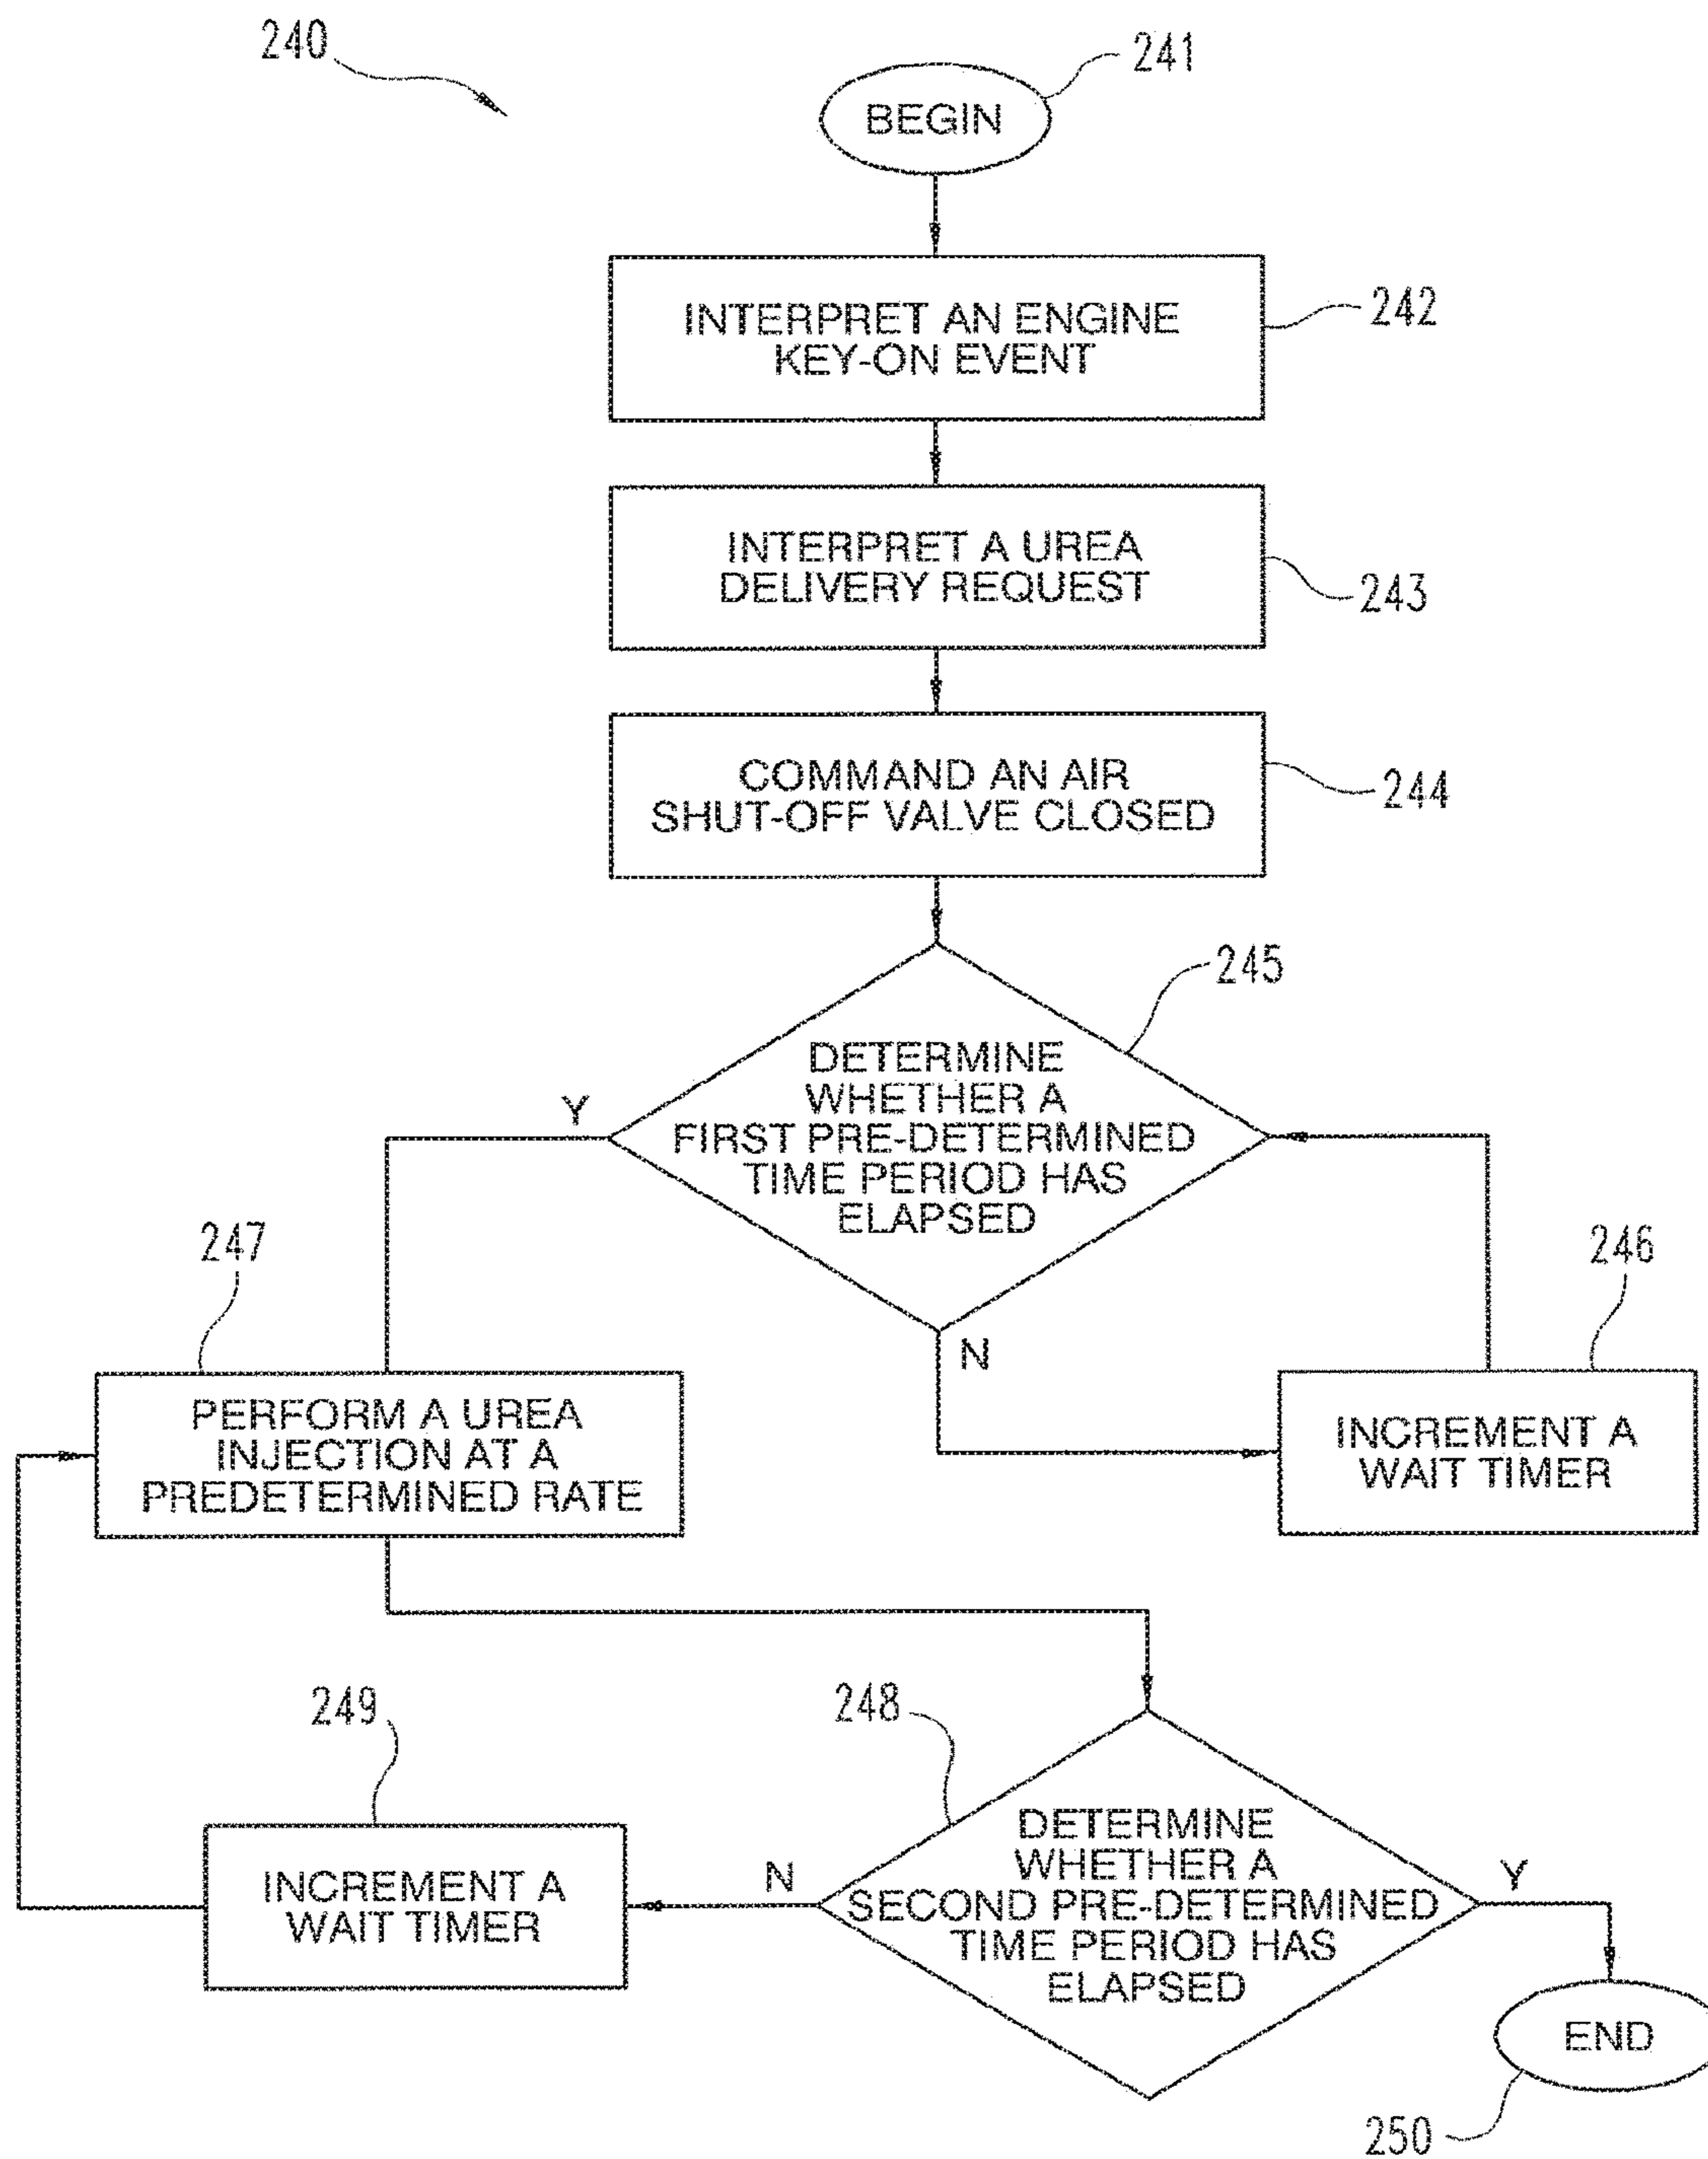 240
241
BEGIN
INTERPRET AN ENGINE
KEY-ON EVENT
242
INTERPRET A UREA
DELIVERY REQUEST
243
COMMAND AN AIR
SHUT-OFF VALVE CLOSED
244
245
DETERMINE
WHETHER A
FIRST PRE-DETERMINED
TIME PERIOD HAS
ELAPSED
Y
N
247
246
PERFORM A UREA
INJECTION AT A
PREDETERMINED RATE
INCREMENT A
WAIT TIMER
249
248
INCREMENT A
WAIT TIMER
N
DETERMINE
WHETHER A
SECOND PRE-DETERMINED
TIME PERIOD HAS
ELAPSED
Y
END
250